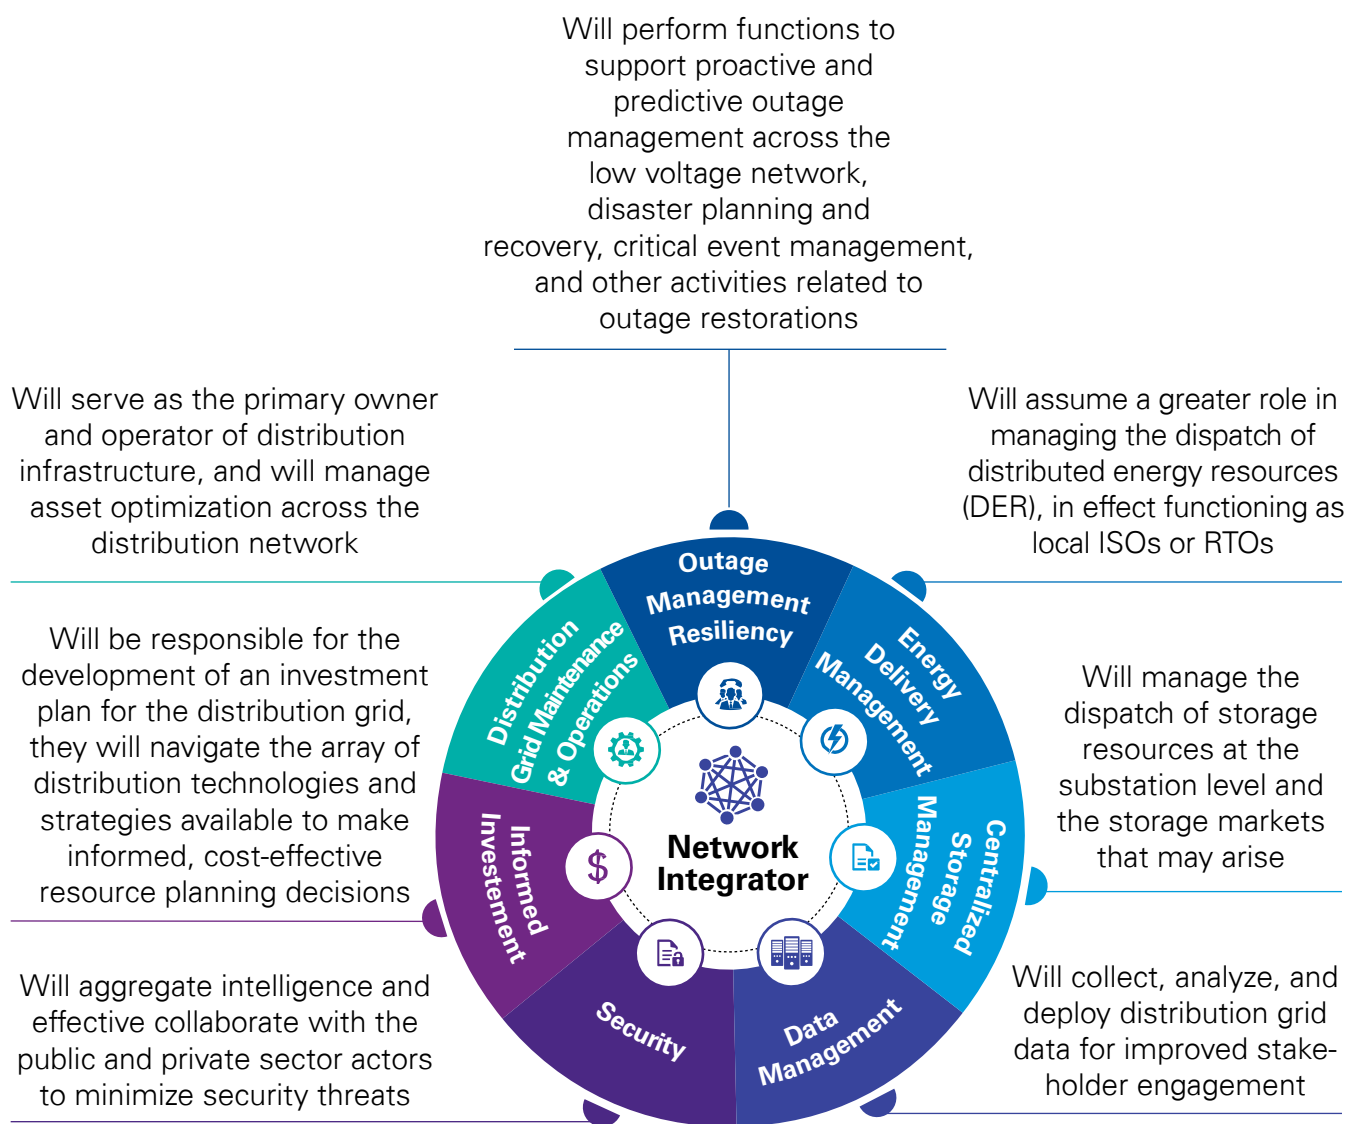 Will perform functions to
support proactive and
predictive outage
management across the
low voltage network,
disaster planning and
recovery, critical event management,
and other activities related to
outage restorations
Will serve as the primary owner
and operator of distribution
infrastructure, and will manage
asset optimization across the
distribution network
Will assume a greater role in
managing the dispatch of
distributed energy resources
(DER), in effect functioning as
local ISOs or RTOs
Will be responsible for the
development of an investment
plan for the distribution grid,
they will navigate the array of
distribution technologies and
strategies available to make
informed, cost-effective
resource planning decisions
Will manage the
dispatch of storage
resources at the
substation level and
the storage markets
that may arise
Will aggregate intelligence and
effective collaborate with the
public and private sector actors
to minimize security threats
Will collect, analyze, and
deploy distribution grid
data for improved stake-
holder engagement
Outage
Management
Resiliency
Energy
Delivery
Management
Centralized
Storage
Management
Data
Management
Security
Informed
Investement
Distribution
Grid Maintenance
& Operations
$
Network
Integrator